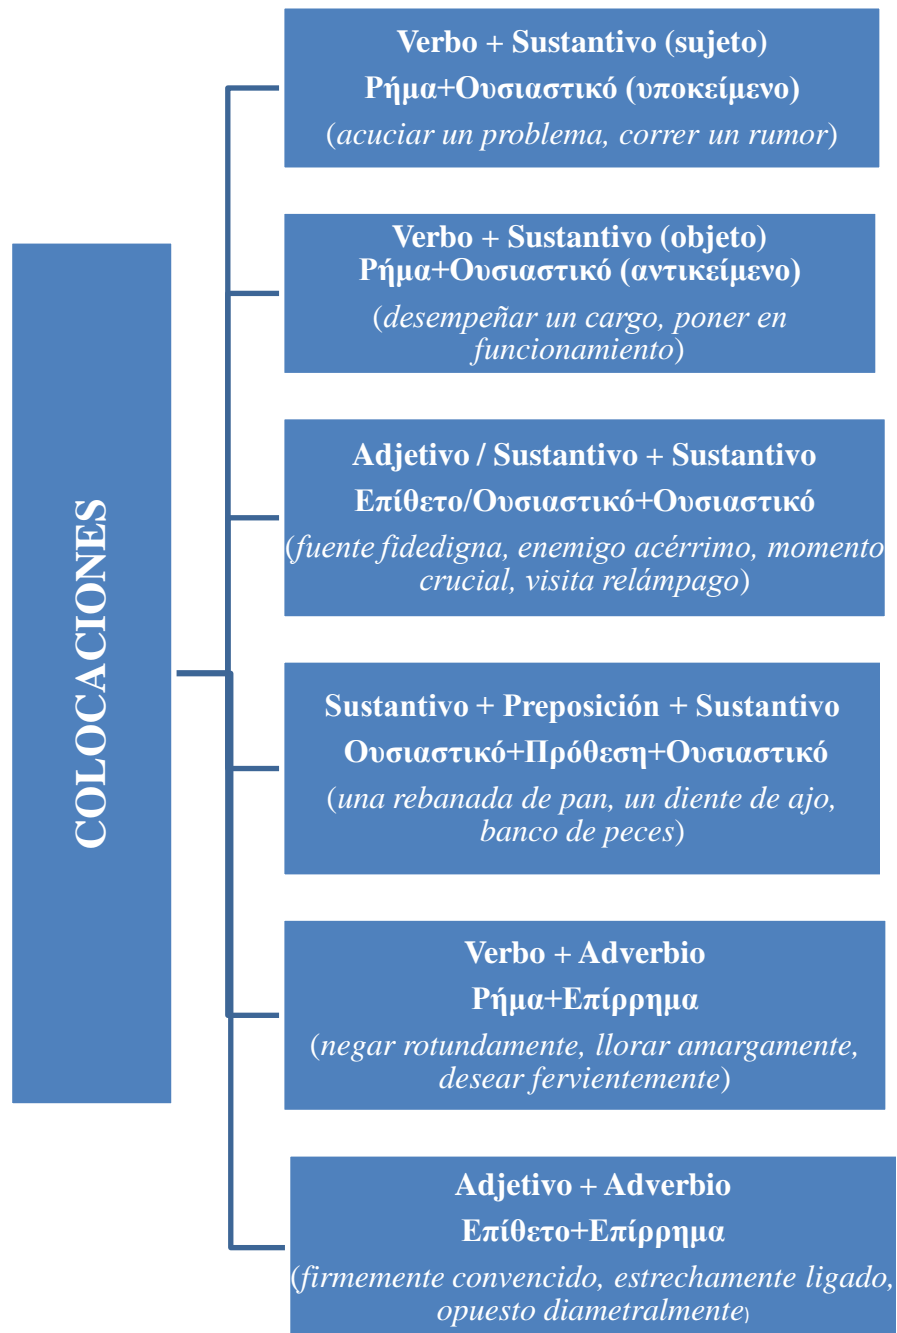 COLOCACIONES
Verbo + Sustantivo (sujeto)
Ρήμα+Ουσιαστικό (υποκείμενο)
(acuciar un problema, correr un rumor)
Verbo + Sustantivo (objeto)
Ρήμα+Ουσιαστικό (αντικείμενο)
(desempeñar un cargo, poner en
funcionamiento)
Adjetivo / Sustantivo + Sustantivo
Επίθετο/Ουσιαστικό+Ουσιαστικό
(fuente fidedigna, enemigo acérrimo, momento
crucial, visita relámpago)
Sustantivo + Preposición + Sustantivo
Ουσιαστικό+Πρόθεση+Ουσιαστικό
(una rebanada de pan, un diente de ajo,
banco de peces)
Verbo + Adverbio
Ρήμα+Επίρρημα
(negar rotundamente, llorar amargamente,
desear fervientemente)
Adjetivo + Adverbio
Επίθετο+Επίρρημα
(firmemente convencido, estrechamente ligado,
opuesto diametralmente)